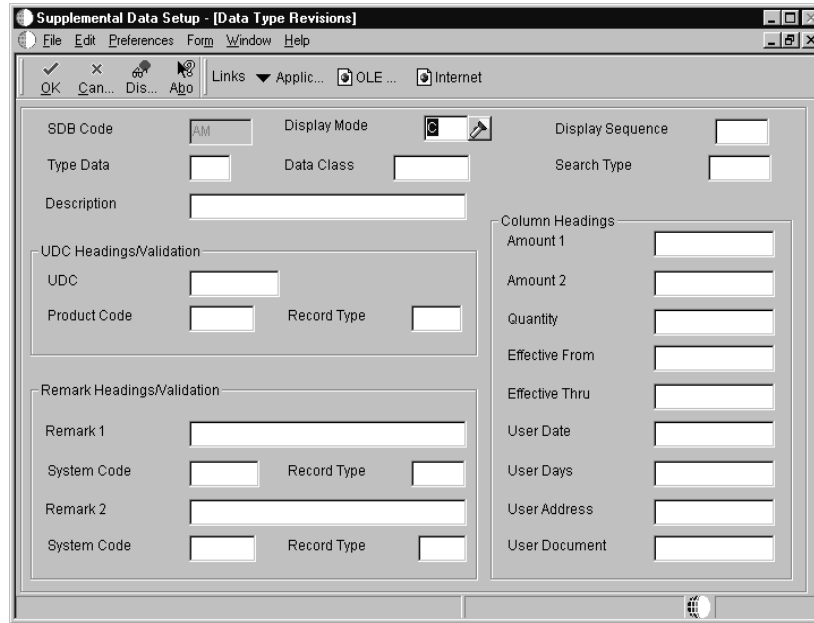 Supplemental Data Setup - [Data Type Revisions]
File Edit Preferences Form Window Help
OK Can... Dis... Abo Links Applic... OLE ... Internet
SDB Code AM Display Mode C Display Sequence
Type Data Data Class Search Type
Description
UDC Headings/Validation
UDC
Product Code Record Type
Remark Headings/Validation
Remark 1
System Code Record Type
Remark 2
System Code Record Type
Column Headings
Amount 1
Amount 2
Quantity
Effective From
Effective Thru
User Date
User Days
User Address
User Document